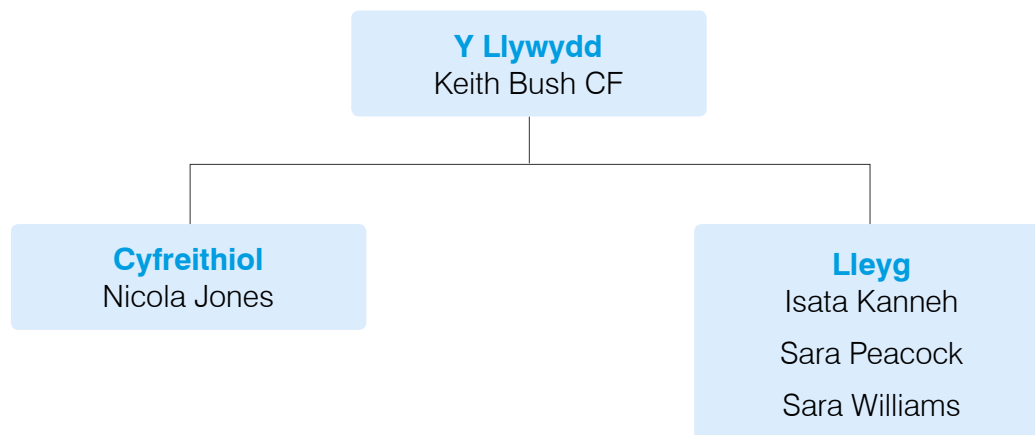 Y Llywydd
Keith Bush CF
Cyfreithiol
Nicola Jones
Lleyg
Isata Kanneh
Sara Peacock
Sara Williams